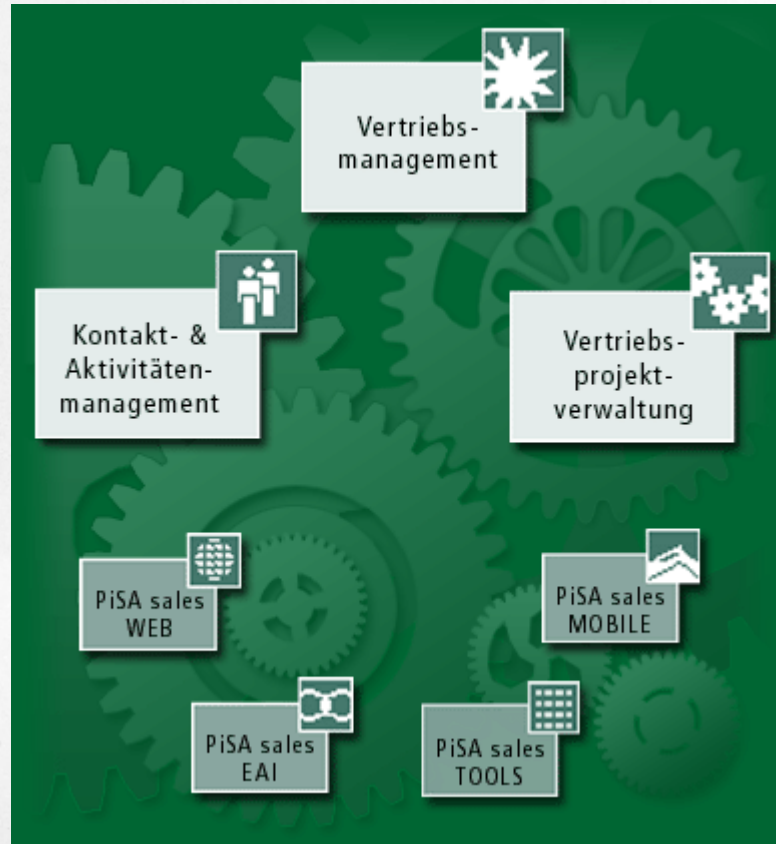 Vertriebs-
management
Kontakt- &
Aktivitäten-
management
Vertriebs-
projekt-
verwaltung
PiSA sales
WEB
PiSA sales
MOBILE
PiSA sales
EAI
PiSA sales
TOOLS